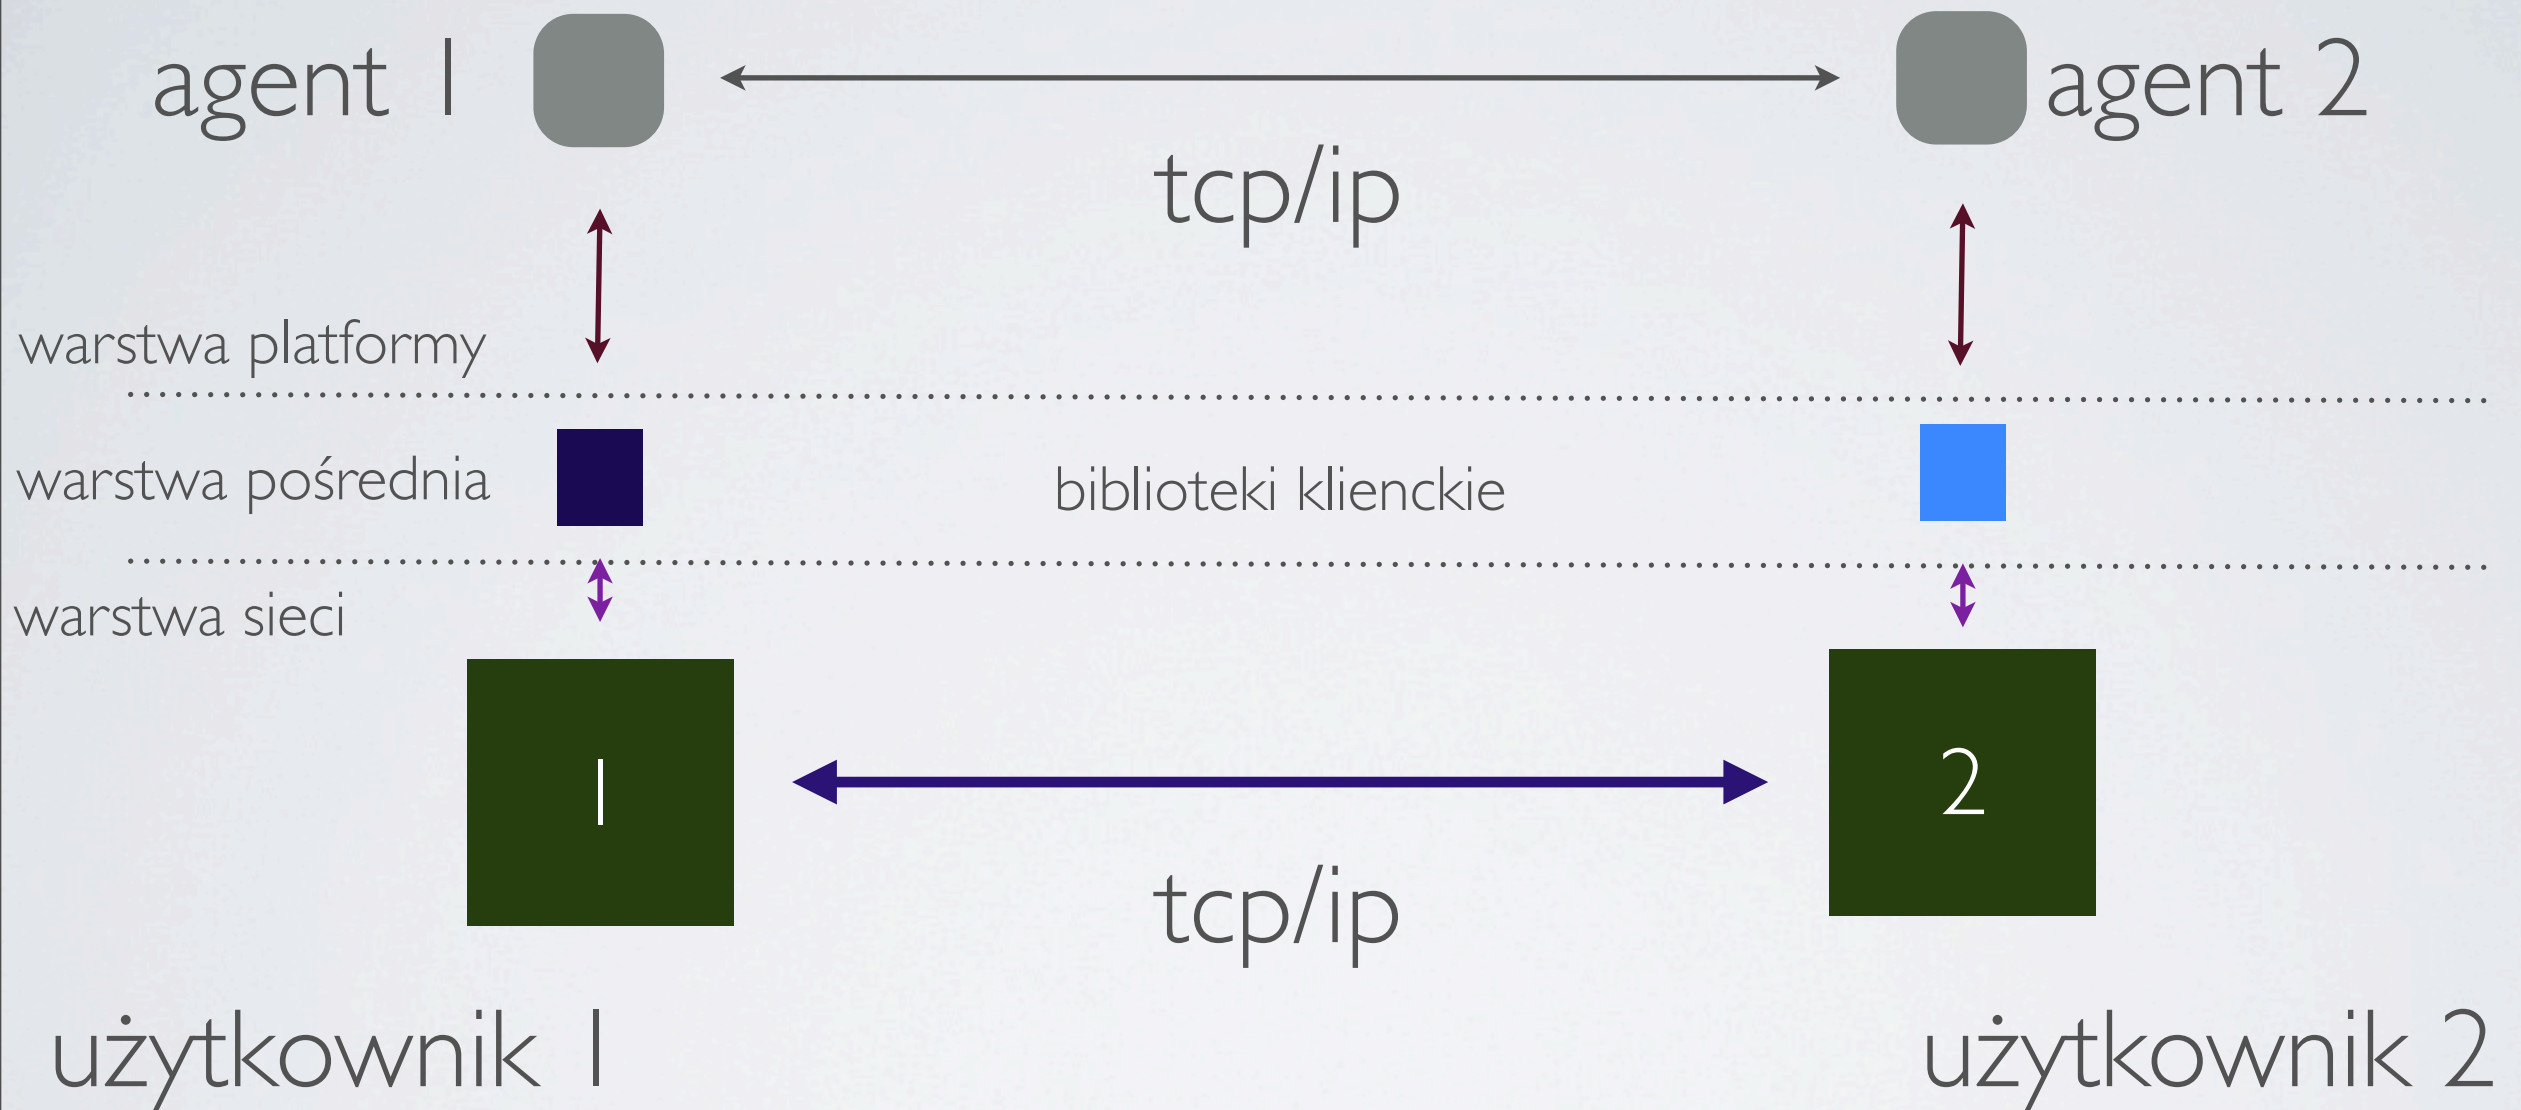 agent 1
agent 2
tcp/ip
warstwa platformy
warstwa pośrednia
biblioteki klienckie
warstwa sieci
1
2
tcp/ip
użytkownik 1
użytkownik 2